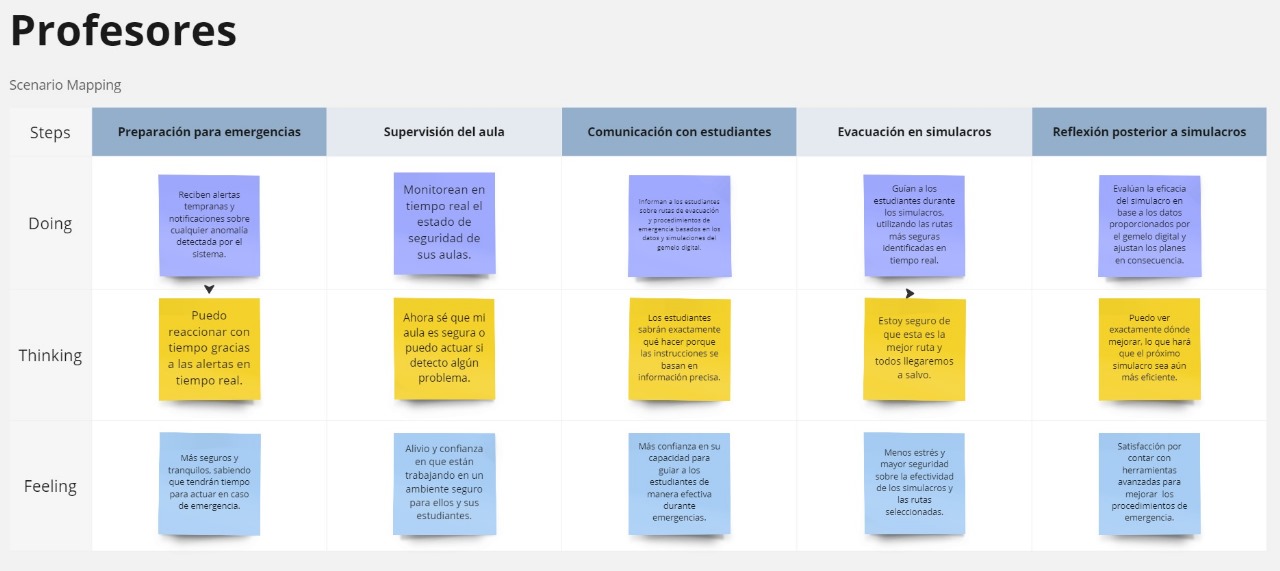 Profesores
Scenario Mapping
Steps
Preparación para emergencias
Supervisión del aula
Comunicación con estudiantes
Evacuación en simulacros
Reflexión posterior a simulacros
Doing
Reciben alertas
tempranas y
notificaciones sobre
cualquier anomalía
detectada por el
sistema.
Monitorean en
tiempo real el
estado de
seguridad de
sus aulas.
Informan a los estudiantes
sobre rutas de evacuación
y procedimientos de
emergencia basados en los
datos y simulaciones del
gemelo digital.
Guían a los
estudiantes durante
los simulacros,
utilizando las rutas
más seguras
identificadas en
tiempo real.
Evalúan la eficacia
del simulacro en
base a los datos
proporcionados por
el gemelo digital y
ajustan los planes
en consecuencia.
Thinking
Puedo
reaccionar con
tiempo gracias
a las alertas en
tiempo real.
Ahora sé que mi
aula es segura o
puedo actuar si
detecto algún
problema.
Los estudiantes
sabrán exactamente
qué hacer porque
las instrucciones se
basan en
información precisa.
Estoy seguro de
que esta es la
mejor ruta y
todos llegaremos
a salvo.
Puedo ver
exactamente dónde
mejorar, lo que hará
que el próximo
simulacro sea aún
más eficiente.
Feeling
Más seguros y
tranquilos, sabiendo
que tendrán tiempo
para actuar en caso
de emergencia.
Alivio y confianza
en que están
trabajando en un
ambiente seguro
para ellos y sus
estudiantes.
Más confianza en su
capacidad para
guiar a los
estudiantes de
manera efectiva
durante
emergencias.
Menos estrés y
mayor seguridad
sobre la efectividad
de los simulacros y
las rutas
seleccionadas.
Satisfacción por
contar con
herramientas
avanzadas para
mejorar los
procedimientos de
emergencia.